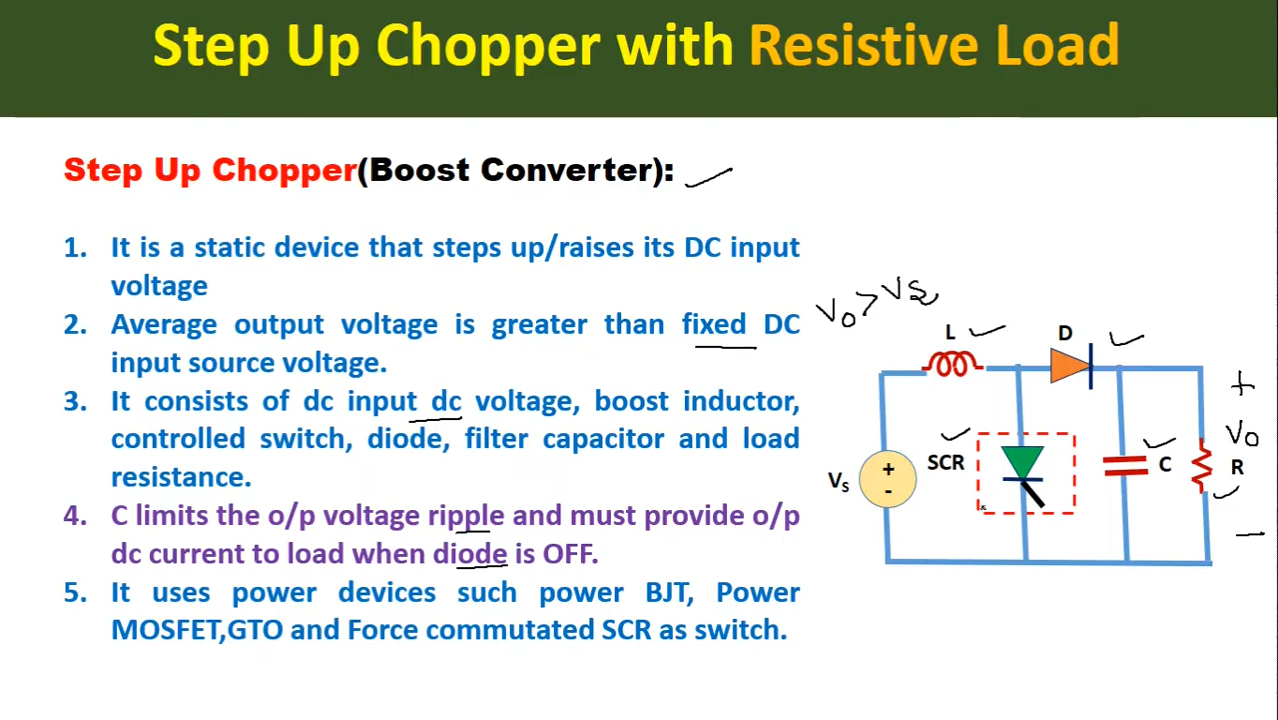 Step Up Chopper with Resistive Load
Step Up Chopper(Boost Converter):
1. It is a static device that steps up/raises its DC input
voltage
2. Average output voltage is greater than fixed DC
input source voltage.
3. It consists of dc input dc voltage, boost inductor,
controlled switch, diode, filter capacitor and load
resistance.
4. C limits the o/p voltage ripple and must provide o/p
dc current to load when diode is OFF.
5. It uses power devices such power BJT, Power
MOSFET,GTO and Force commutated SCR as switch.
Vo>Vs
L
D
+
Vo
SCR
C
R
Vs
+
-
-